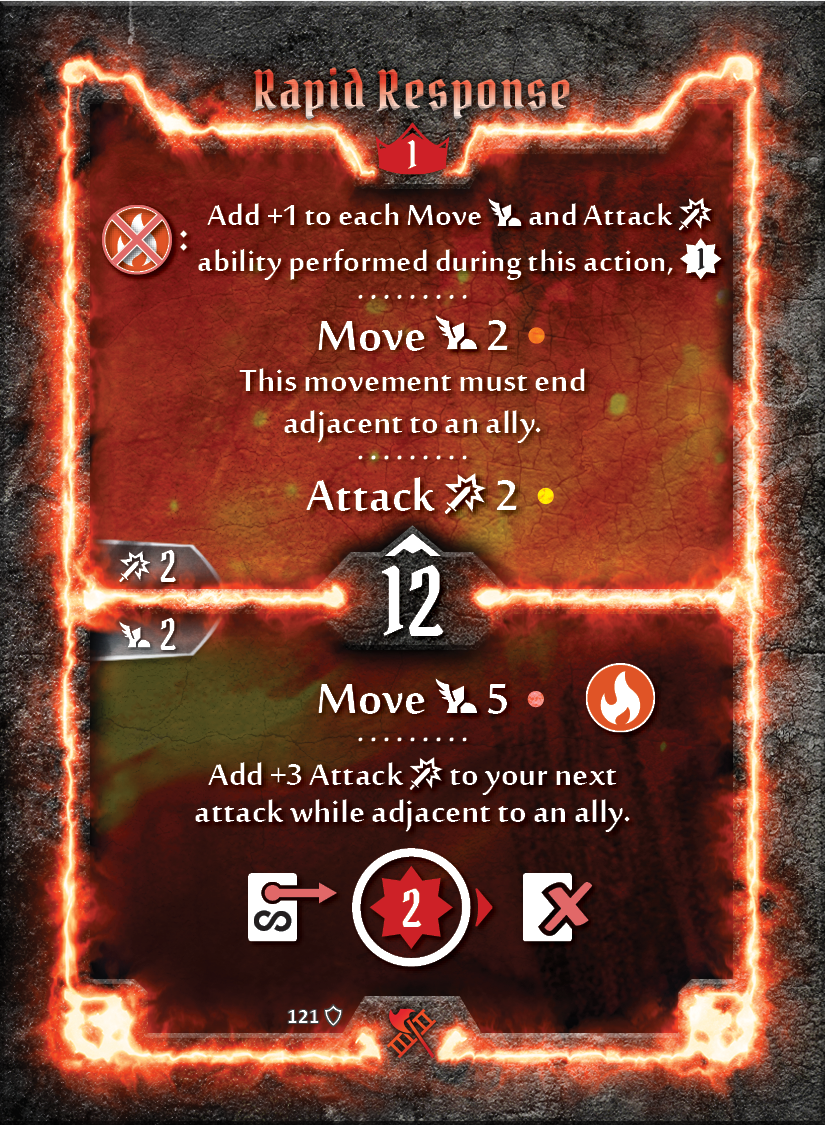 Rapid Response
1
: Add +1 to each Move and Attack
ability performed during this action, 1
Move 2
This movement must end
adjacent to an ally.
Attack 2
2
12
2
Move 5
Add +3 Attack to your next
attack while adjacent to an ally.
2
121